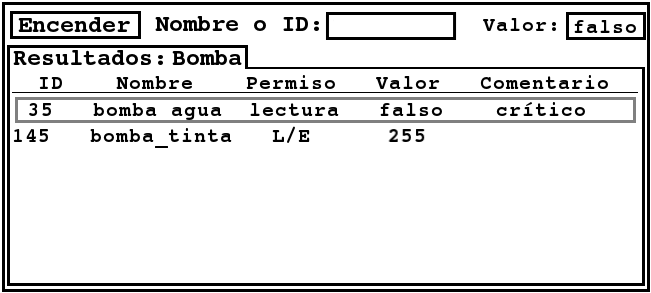 Encender Nombre o ID: Valor: falso
Resultados: Bomba
ID Nombre Permiso Valor Comentario
35 bomba agua lectura falso crítico
145 bomba_tinta L/E 255